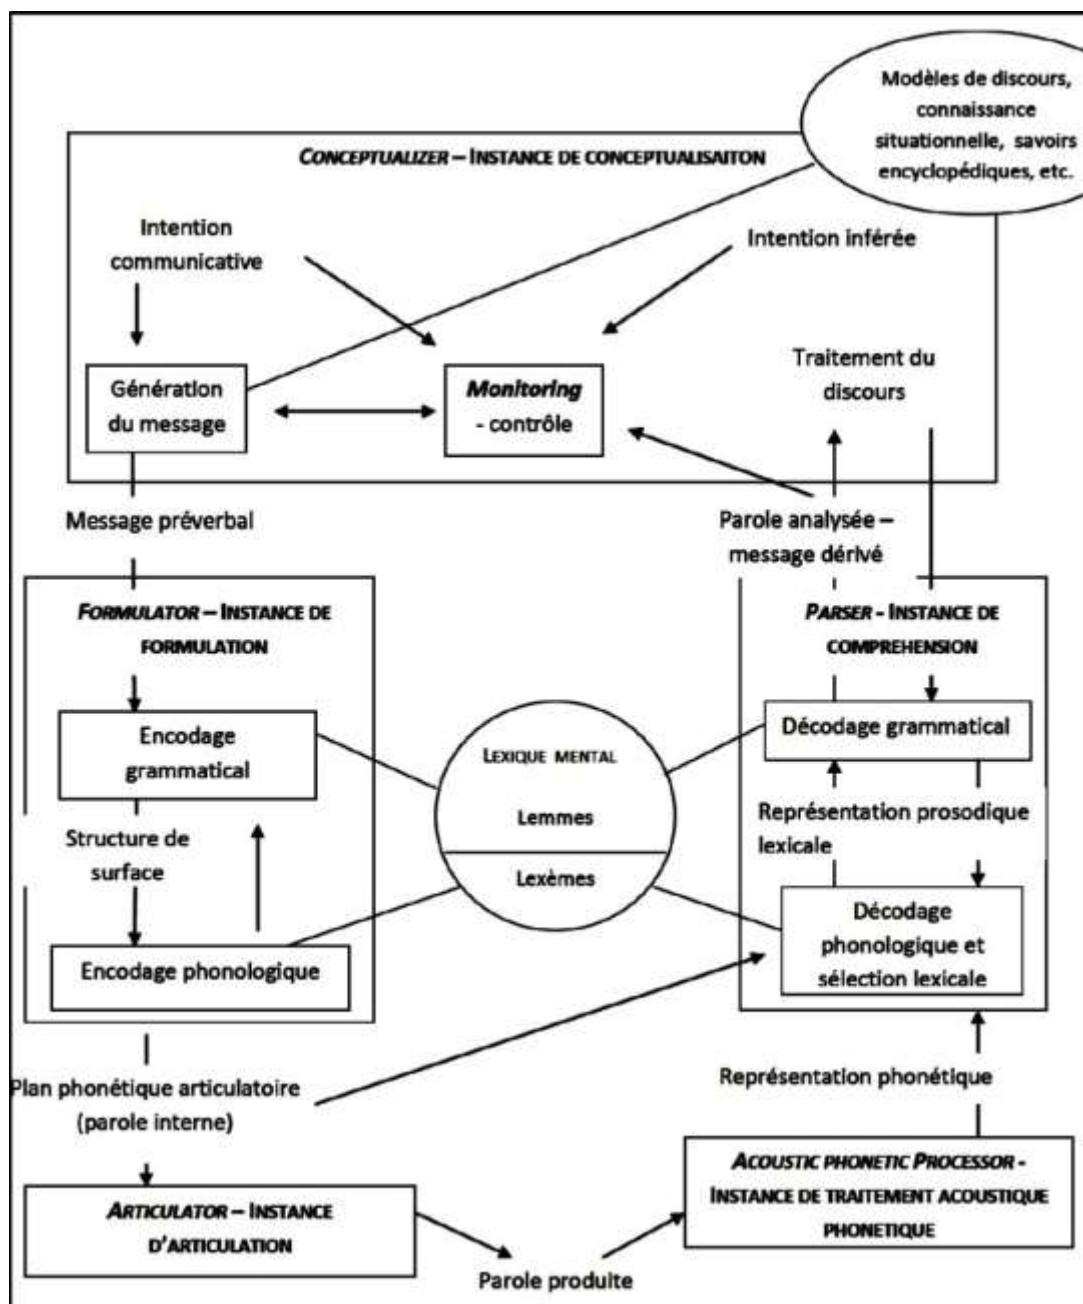 Modèles de discours,
connaissance
situationnelle, savoirs
encyclopédiques, etc.
CONCEPTUALIZER – INSTANCE DE CONCEPTUALISAITON
Intention
communicative
Intention inférée
Génération
du message
Monitoring
- contrôle
Traitement du
discours
Message préverbal
Parole analysée –
message dérivé
FORMULATOR – INSTANCE DE
FORMULATION
PARSER - INSTANCE DE
COMPREHENSION
Encodage
grammatical
LEXIQUE MENTAL
Lemmes
Lexèmes
Décodage grammatical
Structure de
surface
Représentation prosodique
lexicale
Encodage phonologique
Décodage
phonologique et
sélection lexicale
Plan phonétique articulatoire
(parole interne)
Représentation phonétique
ARTICULATOR – INSTANCE
D'ARTICULATION
ACOUSTIC PHONETIC PROCESSOR -
INSTANCE DE TRAITEMENT ACOUSTIQUE
PHONETIQUE
Parole produite